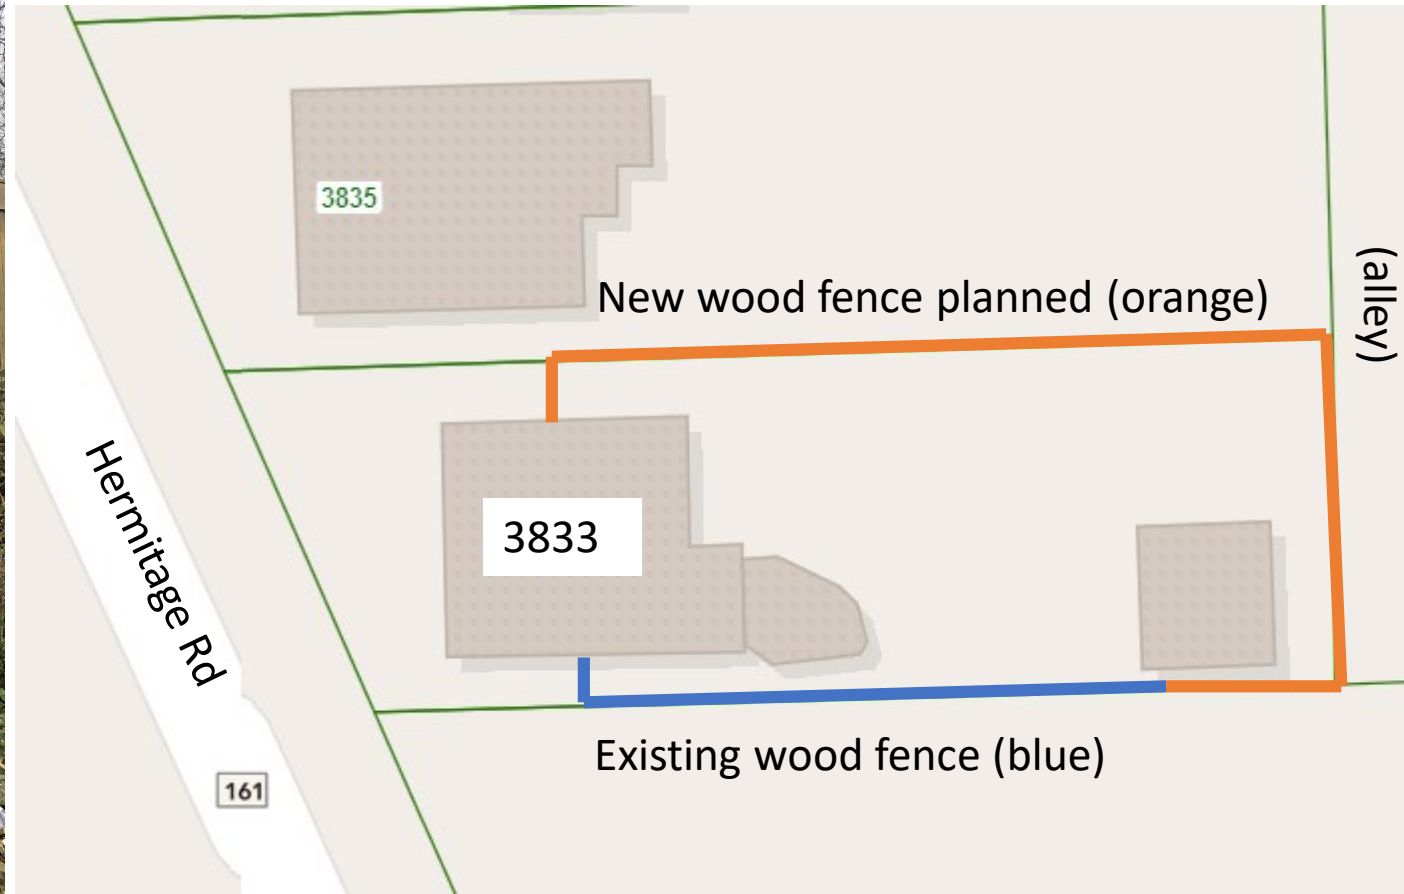 3835
New wood fence planned (orange)
(alley)
Hermitage Rd
3833
Existing wood fence (blue)
161